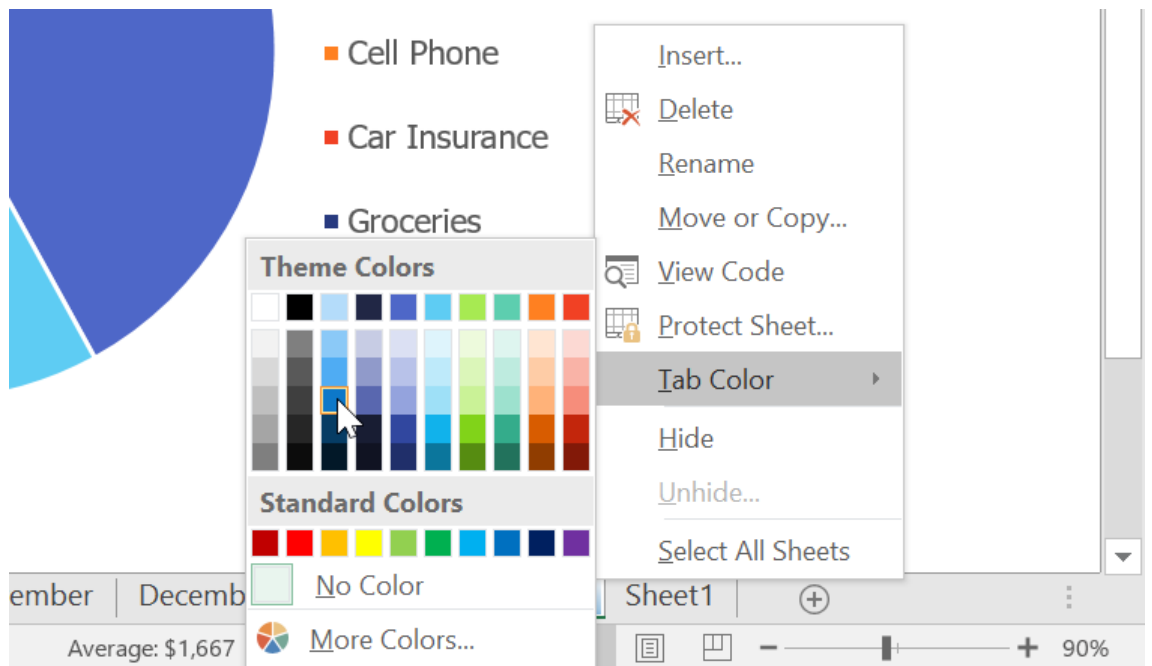 Cell Phone
Car Insurance
Groceries
Insert...
Delete
Rename
Move or Copy...
View Code
Protect Sheet...
Tab Color
Hide
Unhide...
Select All Sheets
Theme Colors
Standard Colors
No Color
More Colors...
ember
Decemb
Sheet1
Average: $1,667
90%